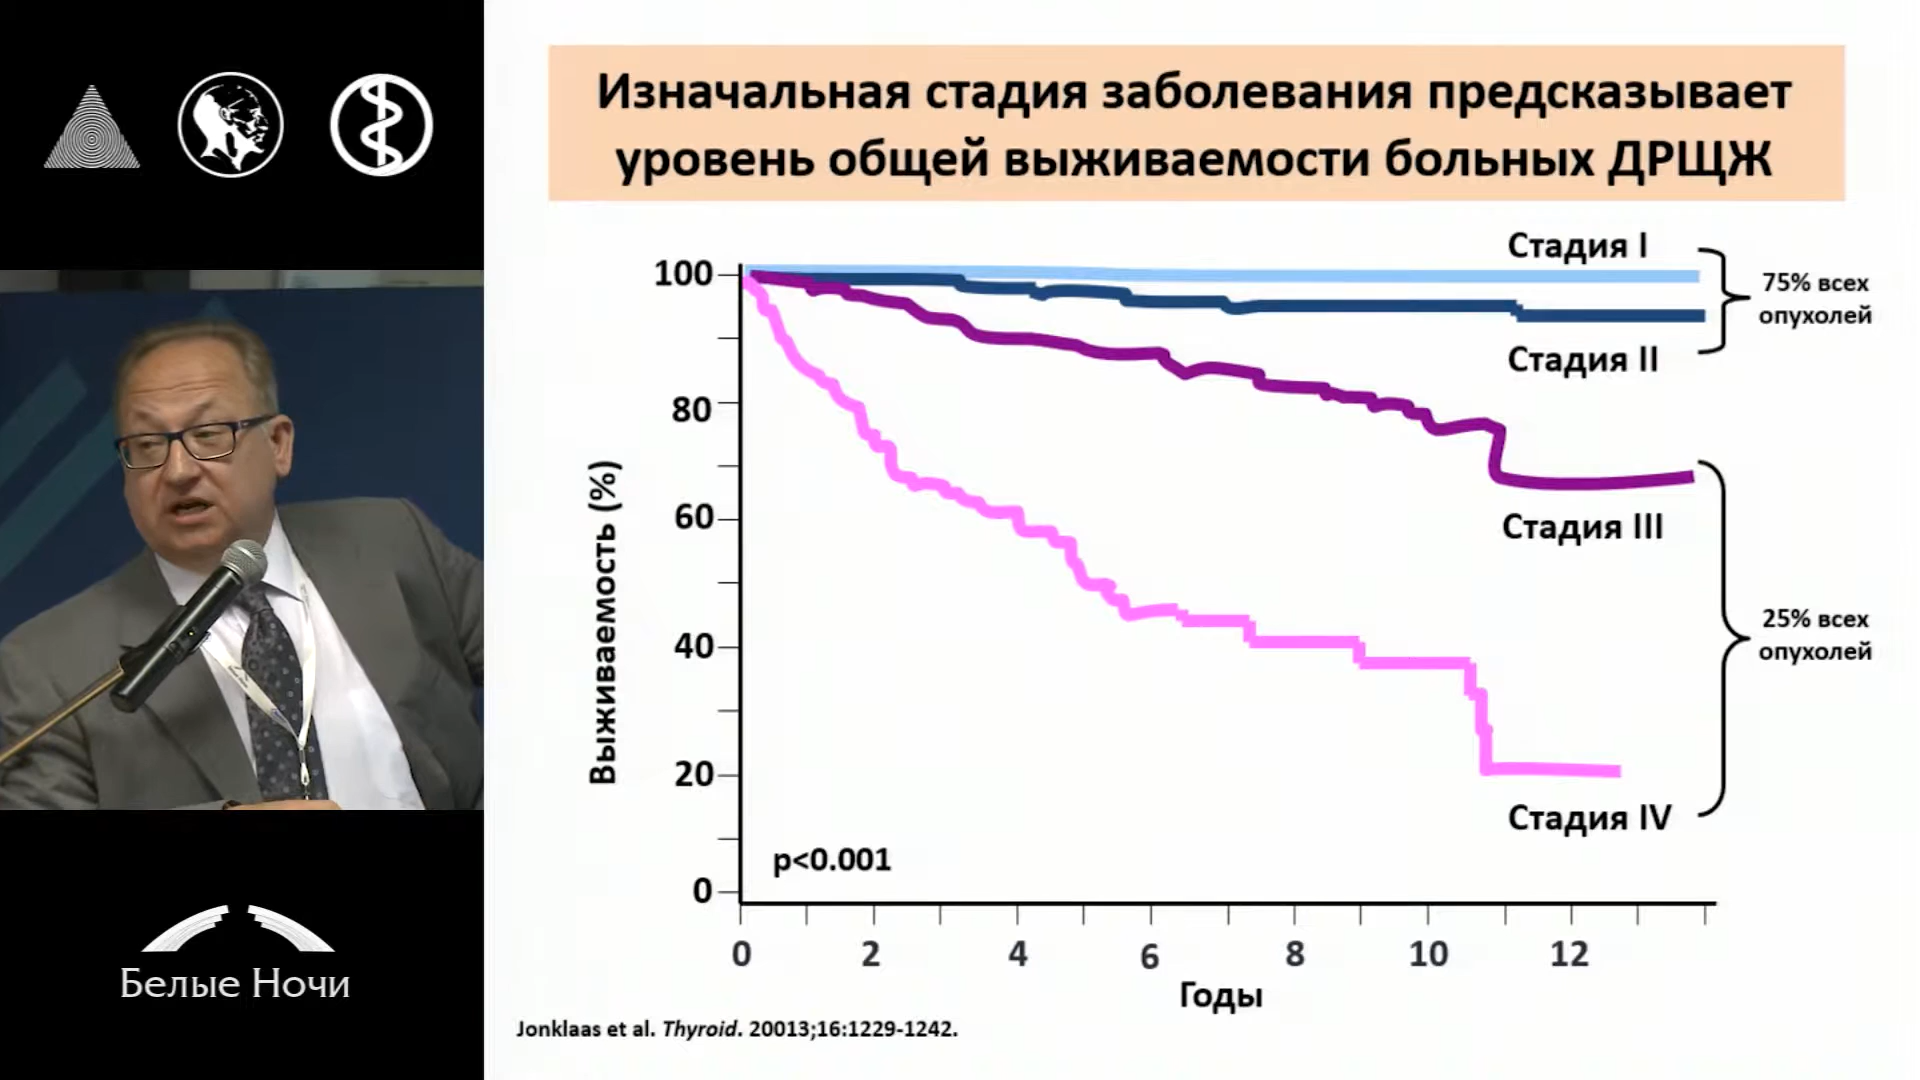 Изначальная стадия заболевания предсказывает
уровень общей выживаемости больных ДРЩЖ
Выживаемость (%)
100
80
60
40
20
0
Стадия I
Стадия II
75% всех
опухолей
Стадия III
Стадия IV
25% всех
опухолей
p<0.001
0 2 4 6 8 10 12
Годы
Jonklaas et al. Thyroid. 20013;16:1229-1242.
Белые Ночи